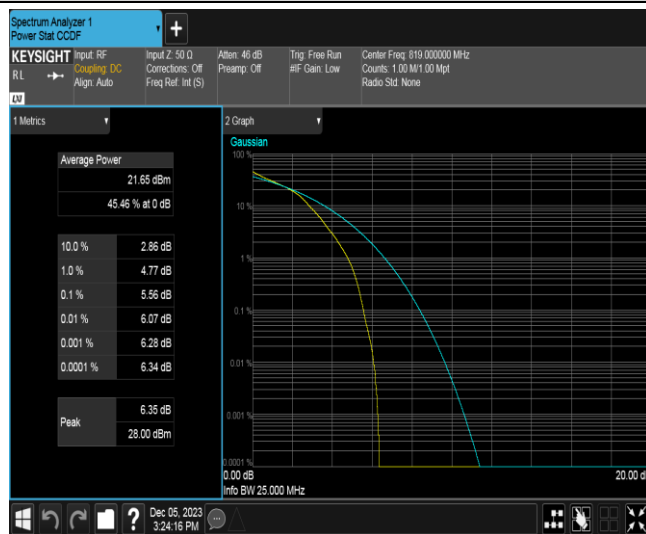 Spectrum Analyzer 1
Power Stat CCDF
+
KEYSIGHT
RL
LXI
Input: RF
Coupling: DC
Align: Auto
Input Z: 50 Ω
Corrections: Off
Freq Ref: Int (S)
Atten: 46 dB
Preamp: Off
Trig: Free Run
#IF Gain: Low
Center Freq: 819.000000 MHz
Counts: 1.00 M/1.00 Mpt
Radio Std: None
1 Metrics
Average Power
21.65 dBm
45.46 % at 0 dB
10.0 % 2.86 dB
1.0 % 4.77 dB
0.1 % 5.56 dB
0.01 % 6.07 dB
0.001 % 6.28 dB
0.0001 % 6.34 dB
Peak
6.35 dB
28.00 dBm
2 Graph
Gaussian
100 %
10 %
1 %
0.1 %
0.01 %
0.001 %
0.0001 %
0.00 dB
20.00 d
Info BW 25.000 MHz
?
Dec 05, 2023
3:24:16 PM